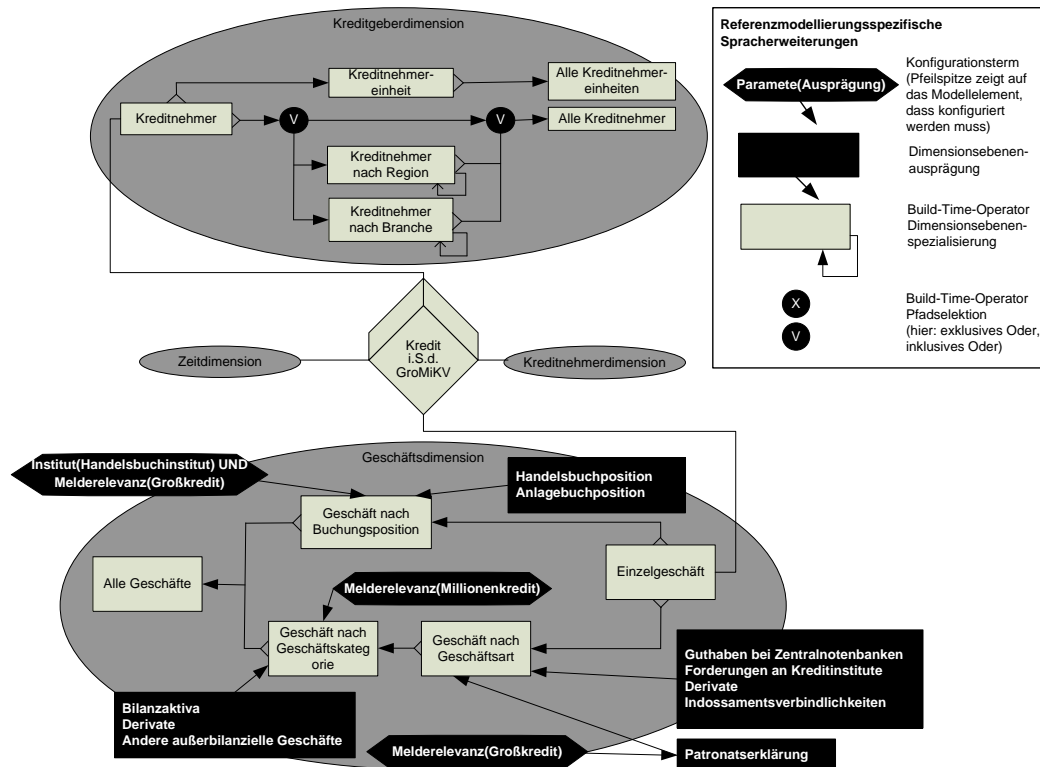 Kreditgeberdimension
Kreditnehmer-
einheit
Alle Kreditnehmer-
einheiten
Kreditnehmer
V
V
Alle Kreditnehmer
Kreditnehmer
nach Region
Kreditnehmer
nach Branche
Referenzmodellierungsspezifische
Spracherweiterungen
Paramete(Ausprägung)
Konfigurationsterm
(Pfeilspitze zeigt auf
das Modellelement,
dass konfiguriert
werden muss)
Dimensionsebenen-
ausprägung
Build-Time-Operator
Dimensionsebenen-
spezialisierung
X
V
Build-Time-Operator
Pfadselektion
(hier: exklusives Oder,
inklusives Oder)
Zeitdimension
Kredit
i.S.d.
GroMiKV
Kreditnehmerdimension
Geschäftsdimension
Institut(Handelsbuchinstitut) UND
Melderelevanz(Großkredit)
Handelsbuchposition
Anlagebuchposition
Geschäft nach
Buchungsposition
Alle Geschäfte
Einzelgeschäft
Melderelevanz(Millionenkredit)
Geschäft nach
Geschäftskateg
orie
Geschäft nach
Geschäftsart
Guthaben bei Zentralnotenbanken
Forderungen an Kreditinstitute
Derivate
Indossamentsverbindlichkeiten
Bilanzaktiva
Derivate
Andere außerbilanzielle Geschäfte
Melderelevanz(Großkredit)
Patronatserklärung